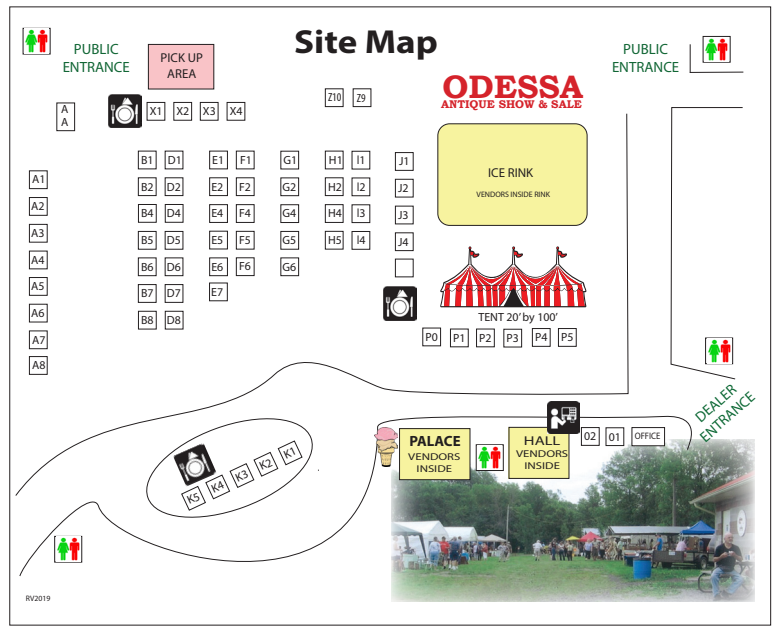 Site Map
PUBLIC
ENTRANCE
PICK UP
AREA
PUBLIC
ENTRANCE
ODESSA
ANTIQUE SHOW & SALE
Z10 Z9
A
A
X1 X2 X3 X4
ICE RINK
VENDORS INSIDE RINK
B1 D1 E1 F1 G1 H1 I1 J1
A1
B2 D2 E2 F2 G2 H2 I2 J2
A2
B4 D4 E4 F4 G4 H4 I3 J3
A3
B5 D5 E5 F5 G5 H5 I4 J4
A4
B6 D6 E6 F6 G6
A5
B7 D7 E7
A6
B8 D8
A7
A8
TENT 20' by 100'
P0 P1 P2 P3 P4 P5
DEALER
ENTRANCE
PALACE
VENDORS
INSIDE
HALL
VENDORS
INSIDE
02 01 OFFICE
K5 K4 K3 K2 K1
RV2019